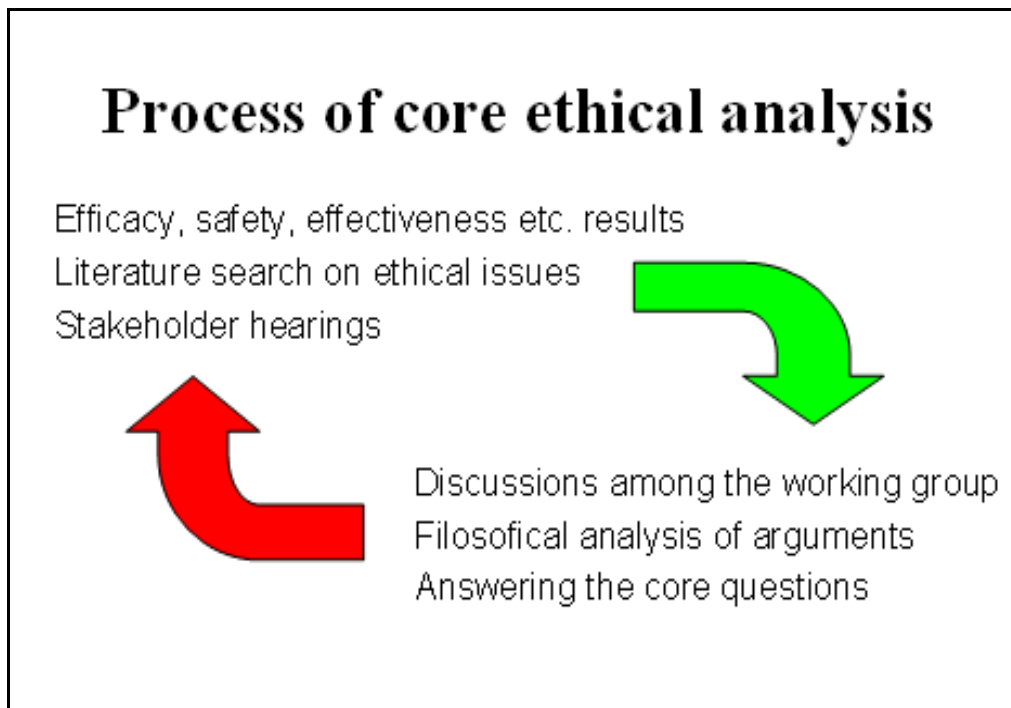 Process of core ethical analysis
Efficacy, safety, effectiveness etc. results
Literature search on ethical issues
Stakeholder hearings
Discussions among the working group
Filosofical analysis of arguments
Answering the core questions